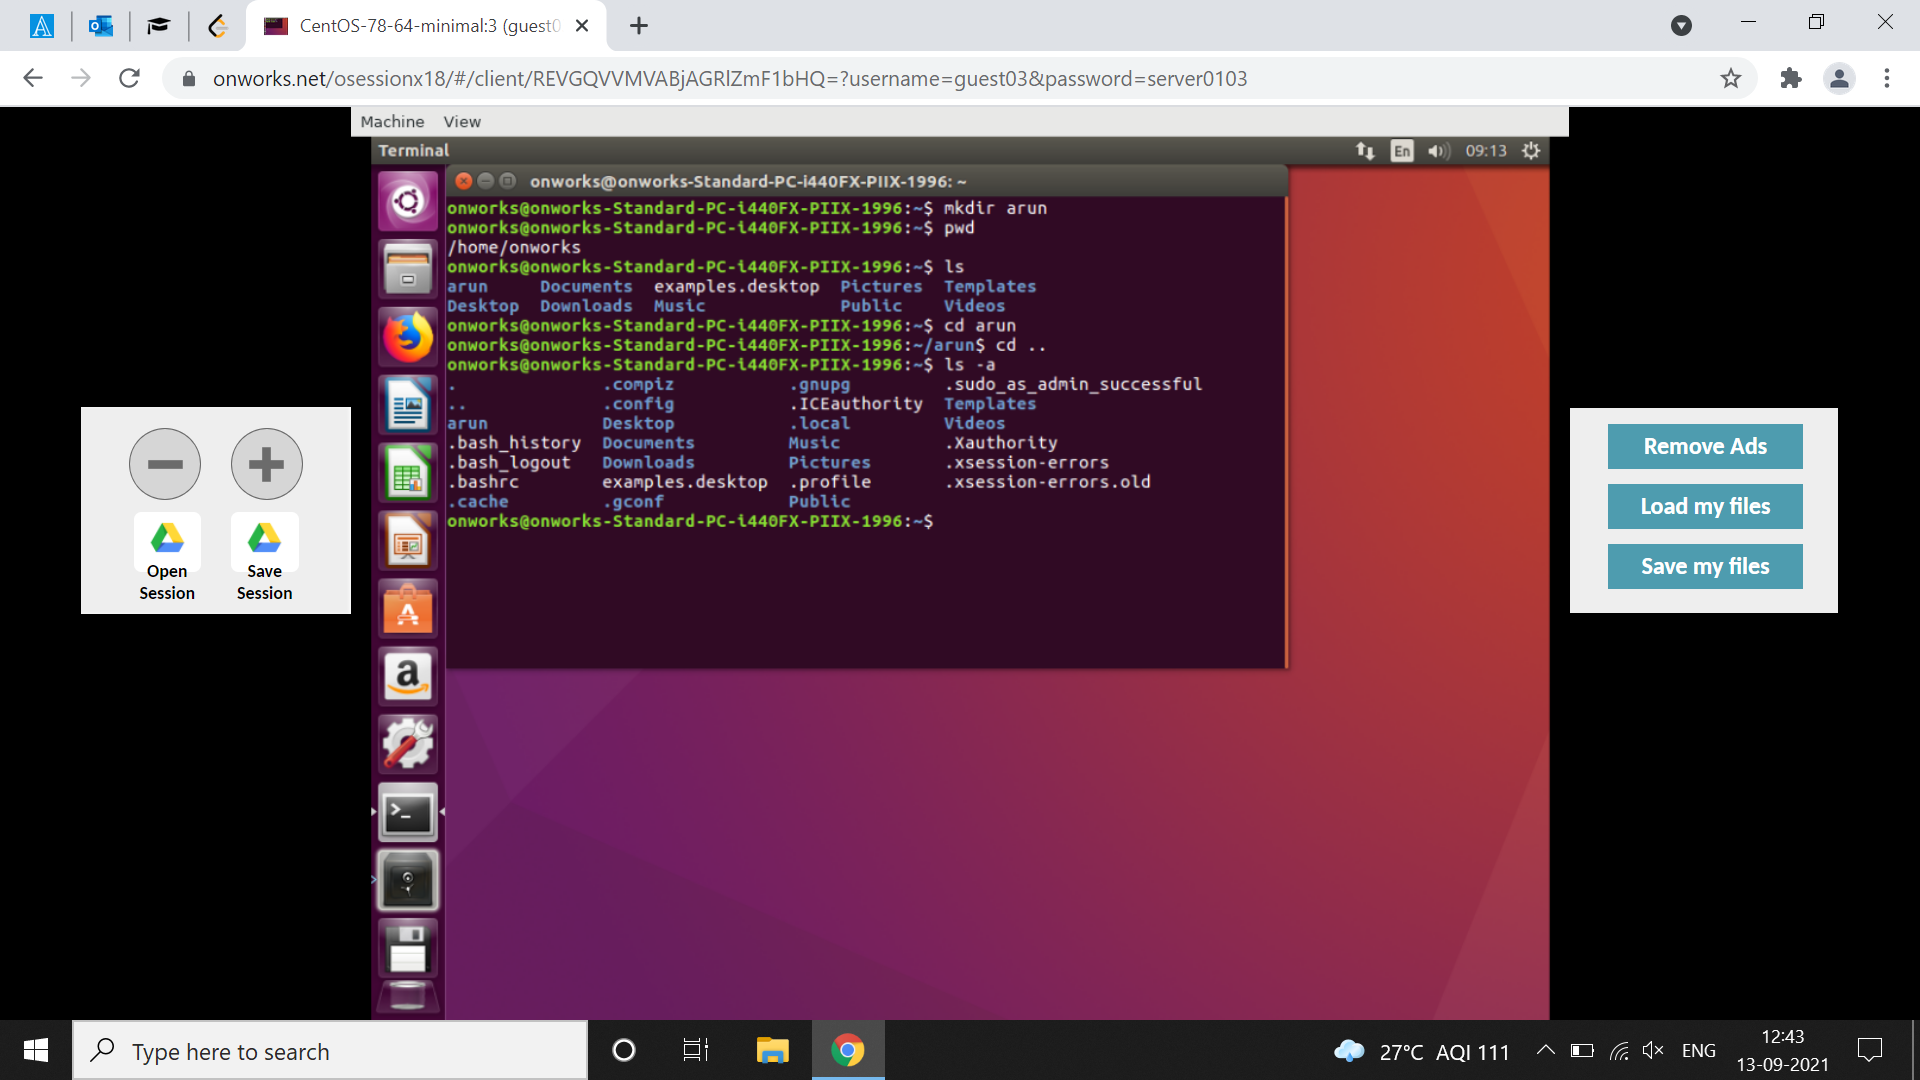 CentOS-78-64-minimal:3 (guest0
onworks.net/osessionx18/#/client/REVGQVVMVABjAGRlZmF1bHQ=?username=guest03&password=server0103
Machine View
Terminal
En
09:13
onworks@onworks-Standard-PC-i440FX-PIIX-1996: ~
onworks@onworks-Standard-PC-i440FX-PIIX-1996:~$ mkdir arun
onworks@onworks-Standard-PC-i440FX-PIIX-1996:~$ pwd
/home/onworks
onworks@onworks-Standard-PC-i440FX-PIIX-1996:~$ ls
arun Documents examples.desktop Pictures Templates
Desktop Downloads Music Public Videos
onworks@onworks-Standard-PC-i440FX-PIIX-1996:~$ cd arun
onworks@onworks-Standard-PC-i440FX-PIIX-1996:~/arun$ cd ..
onworks@onworks-Standard-PC-i440FX-PIIX-1996:~$ ls -a
. .compiz .gnupg .sudo_as_admin_successful
.. .config .ICEauthority Templates
arun Desktop .local Videos
.bash_history Documents Music .Xauthority
.bash_logout Downloads Pictures .xsession-errors
.bashrc examples.desktop .profile .xsession-errors.old
.cache .gconf Public
onworks@onworks-Standard-PC-i440FX-PIIX-1996:~$
Open Session
Save Session
Remove Ads
Load my files
Save my files
Type here to search
27°C AQI 111
ENG
12:43
13-09-2021